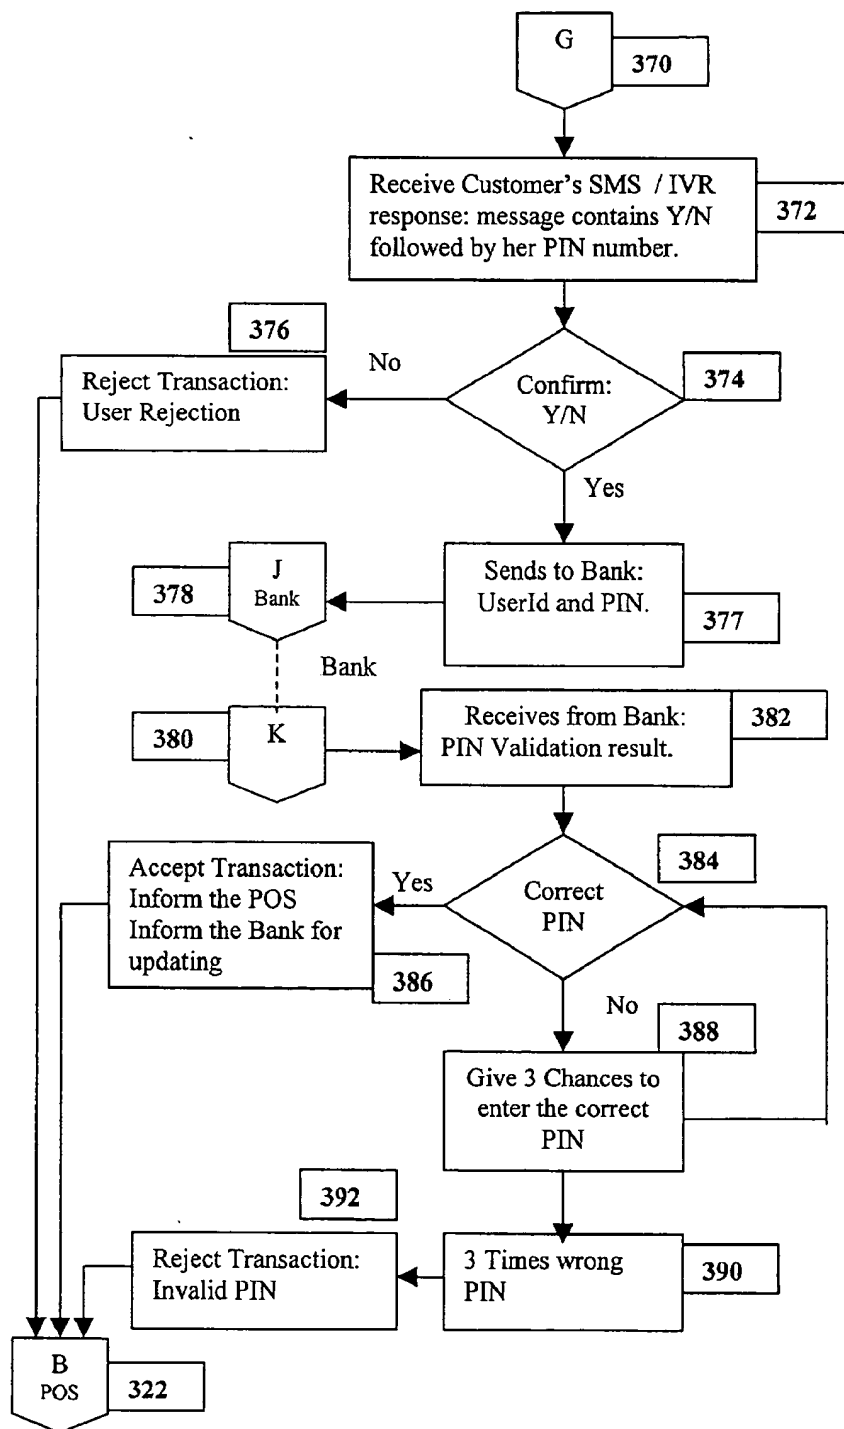 G
370
Receive Customer's SMS / IVR
response: message contains Y/N
followed by her PIN number.
372
376
Reject Transaction:
User Rejection
No
Confirm:
Y/N
374
Yes
378
J
Bank
Sends to Bank:
UserId and PIN.
377
Bank
380
K
Receives from Bank:
PIN Validation result.
382
Accept Transaction:
Inform the POS
Inform the Bank for
updating
386
Yes
Correct
PIN
384
No
388
Give 3 Chances to
enter the correct
PIN
392
Reject Transaction:
Invalid PIN
3 Times wrong
PIN
390
B
POS
322